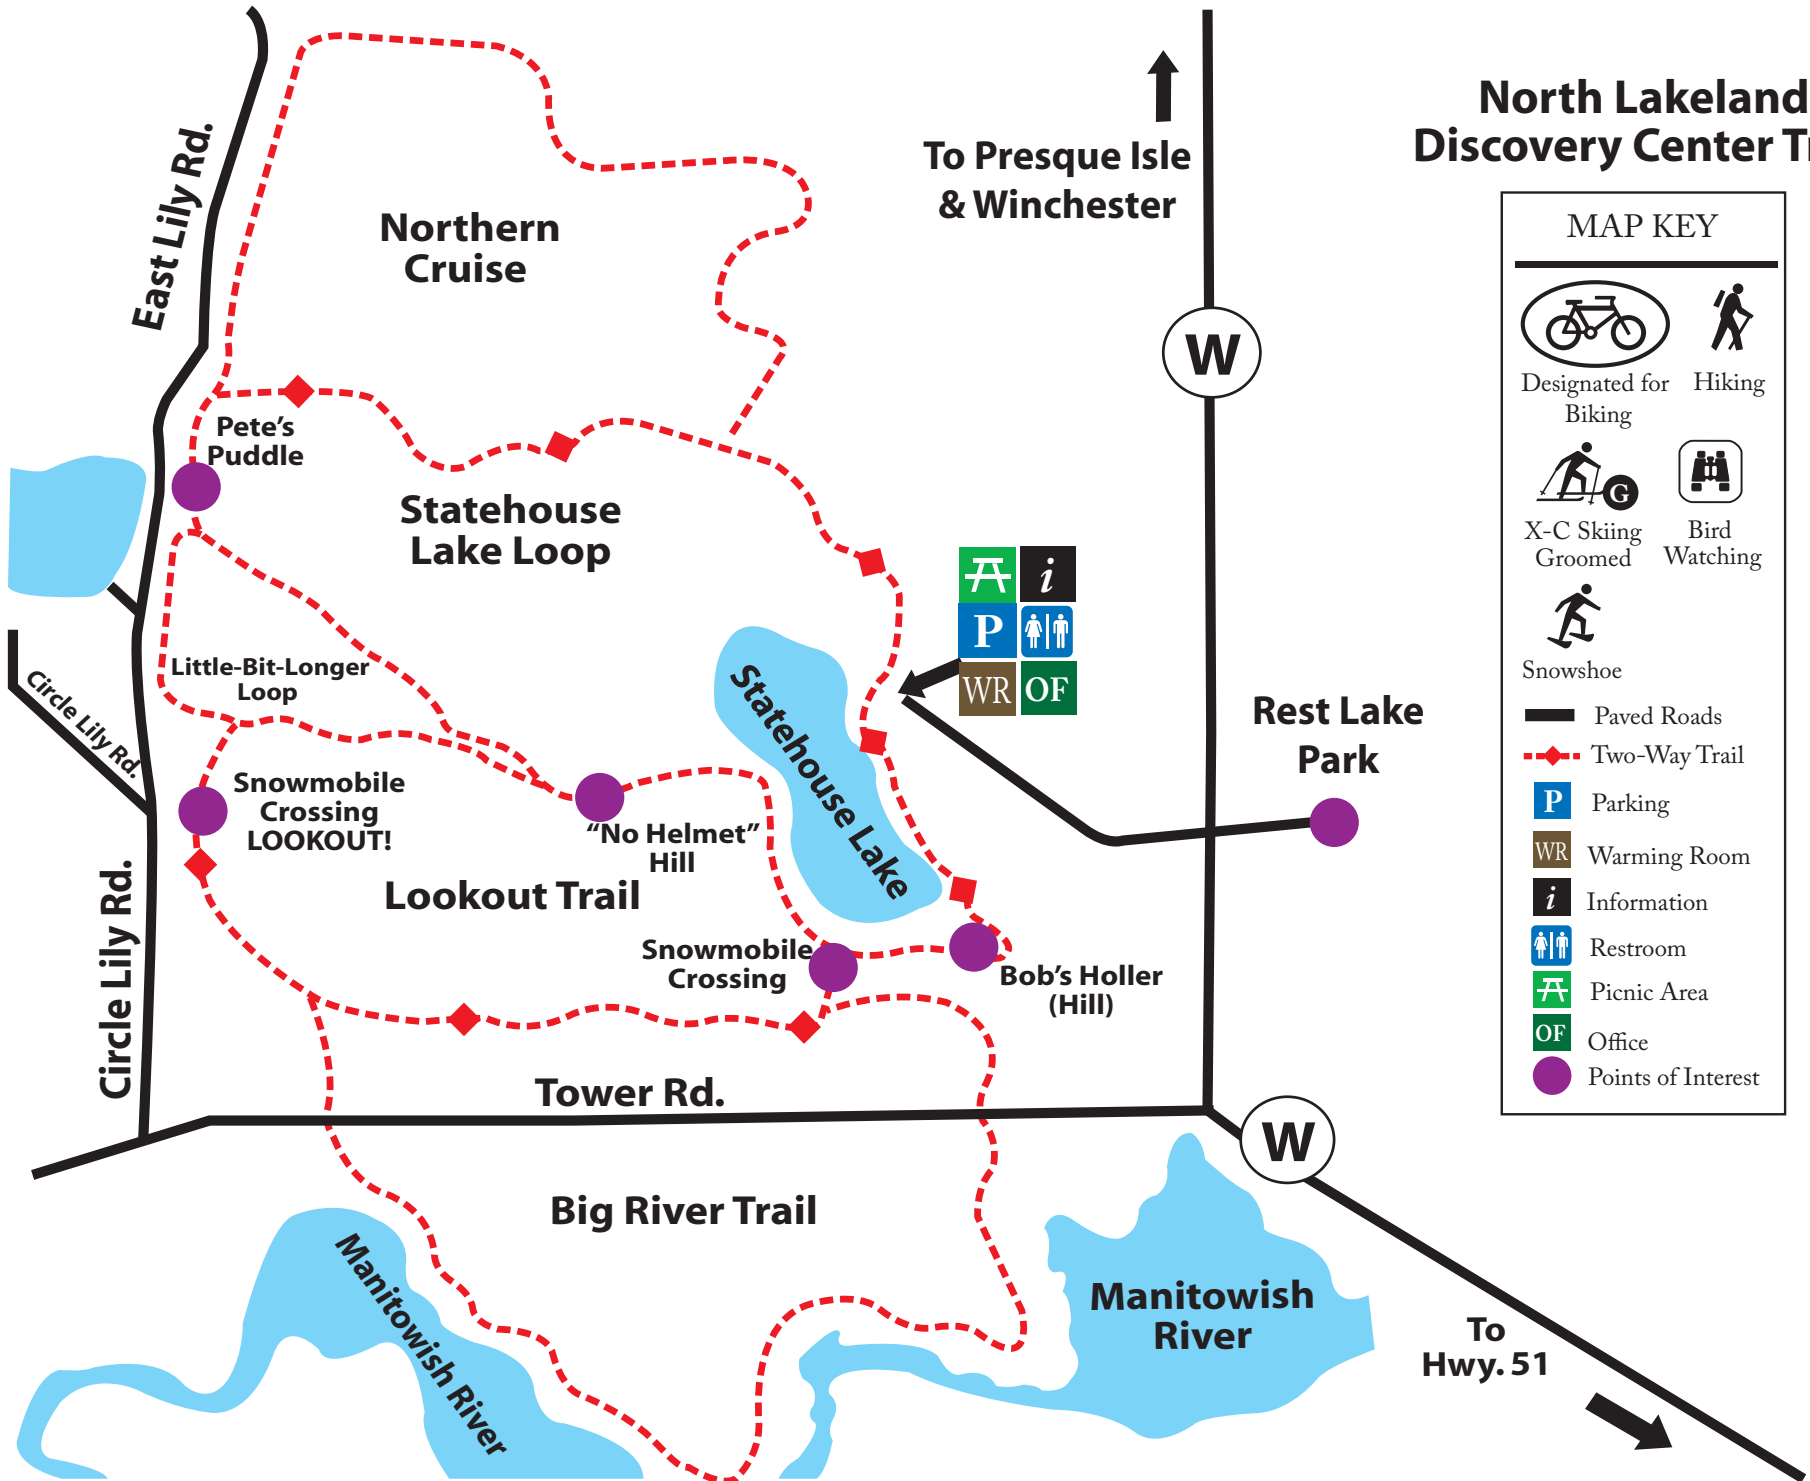 North Lakeland
Discovery Center Tr
To Presque Isle
& Winchester
East Lily Rd.
Northern
Cruise
W
Pete's
Puddle
Statehouse
Lake Loop
i
P
WR
OF
Little-Bit-Longer
Loop
Circle Lily Rd.
Statehouse Lake
Rest Lake
Park
Snowmobile
Crossing
LOOKOUT!
"No Helmet"
Hill
Lookout Trail
Circle Lily Rd.
Snowmobile
Crossing
Bob's Holler
(Hill)
Tower Rd.
W
Big River Trail
Manitowish River
Manitowish
River
To
Hwy. 51
MAP KEY
Designated for
Biking
Hiking
G
X-C Skiing
Groomed
Bird
Watching
Snowshoe
Paved Roads
Two-Way Trail
P Parking
WR Warming Room
i Information
Restroom
Picnic Area
OF Office
Points of Interest